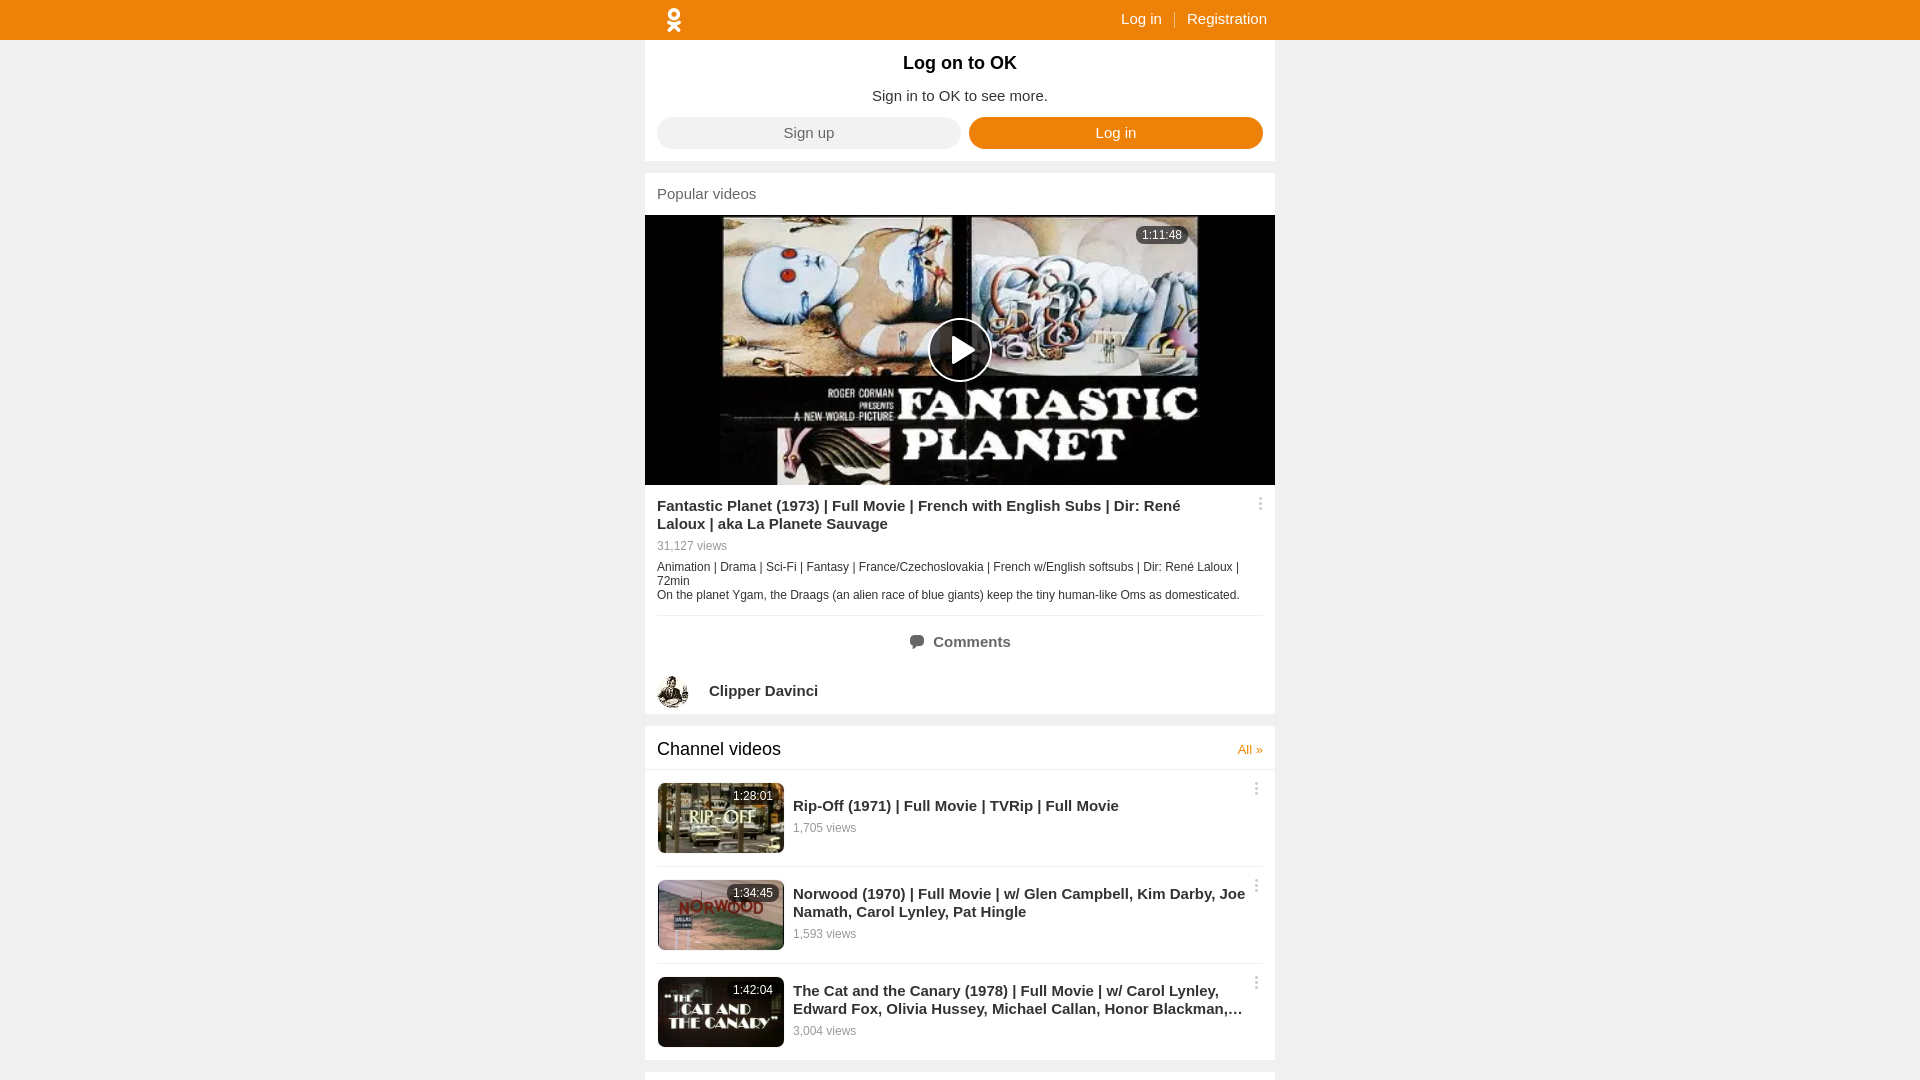 Log in
Registration
Log on to OK
Sign in to OK to see more.
Sign up
Log in
Popular videos
1:11:48
ROGER CORMAN
PRESENTS
A NEW WORLD PICTURE
FANTASTIC
PLANET
Fantastic Planet (1973) | Full Movie | French with English Subs | Dir: René
Laloux | aka La Planete Sauvage
31,127 views
Animation | Drama | Sci-Fi | Fantasy | France/Czechoslovakia | French w/English softsubs | Dir: René Laloux |
72min
On the planet Ygam, the Draags (an alien race of blue giants) keep the tiny human-like Oms as domesticated.
Comments
Clipper Davinci
Channel videos
All »
1:28:01
RIP-OFF
Rip-Off (1971) | Full Movie | TVRip | Full Movie
1,705 views
1:34:45
NORWOOD
DALLAS
Norwood (1970) | Full Movie | w/ Glen Campbell, Kim Darby, Joe
Namath, Carol Lynley, Pat Hingle
1,593 views
1:42:04
"THE
CAT AND
THE CANARY"
The Cat and the Canary (1978) | Full Movie | w/ Carol Lynley,
Edward Fox, Olivia Hussey, Michael Callan, Honor Blackman,…
3,004 views